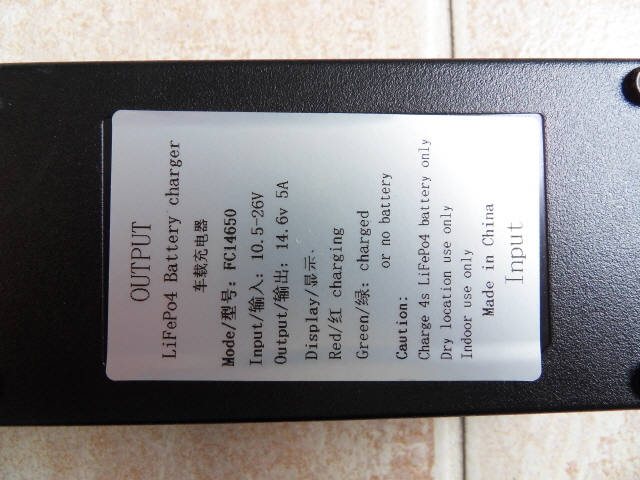 OUTPUT
LiFePo4 Battery charger
车载充电器
Mode/型号: FC14650
Input/输入: 10.5-26V
Output/输出: 14.6v 5A
Display/显示.
Red/红 charging
Green/绿: charged
or no battery
Caution:
Charge 4s LiFePo4 battery only
Dry location use only
Indoor use only
Made in China
Input